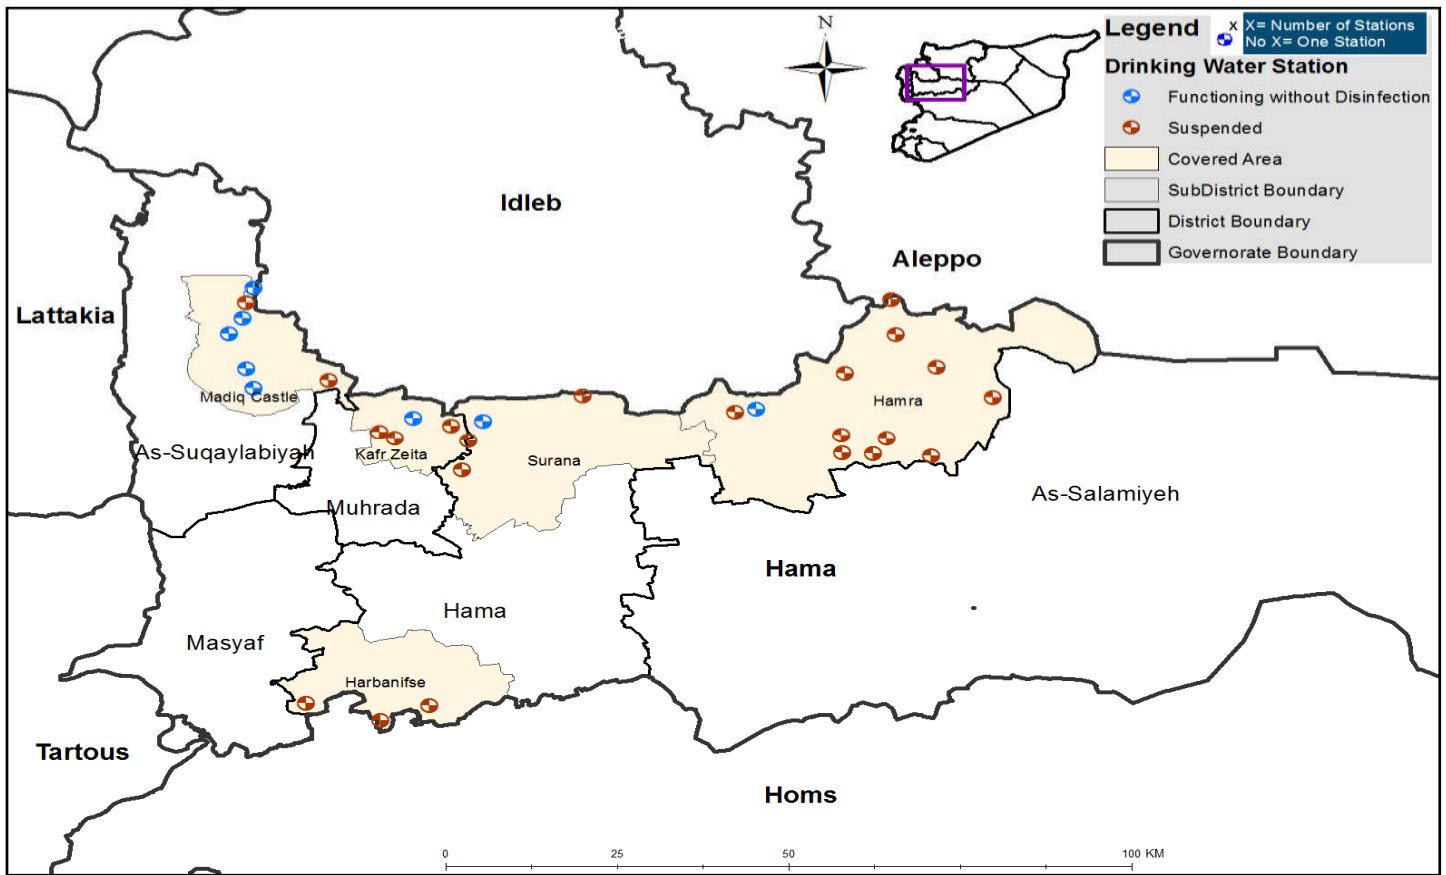 N
Legend
X
X= Number of Stations
No X= One Station
Drinking Water Station
Functioning without Disinfection
Suspended
Covered Area
SubDistrict Boundary
District Boundary
Governorate Boundary
Idleb
Aleppo
Lattakia
Madiq Castle
Hamra
As-Suqaylabiyah
Kafr Zeita
Surana
Muhrada
As-Salamiyeh
Hama
Hama
Masyaf
Harbanifse
Tartous
Homs
0 25 50 100 KM